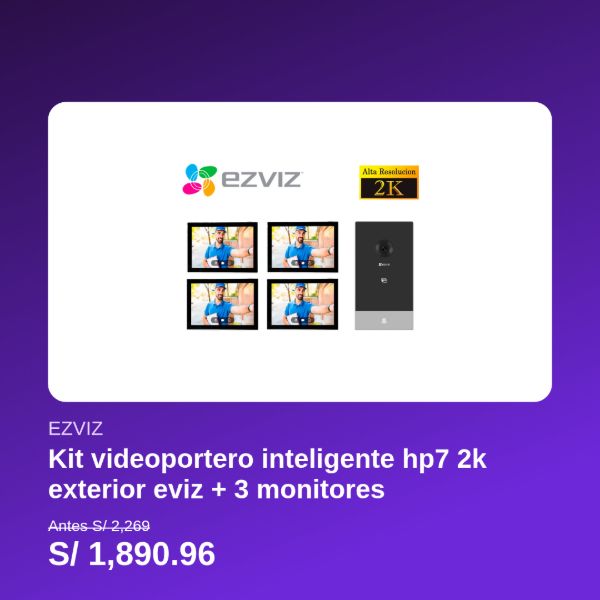 ezviz
Alta Resolucion
2K
EZVIZ
Kit videoportero inteligente hp7 2k
exterior eviz + 3 monitores
Antes S/ 2,269
S/ 1,890.96